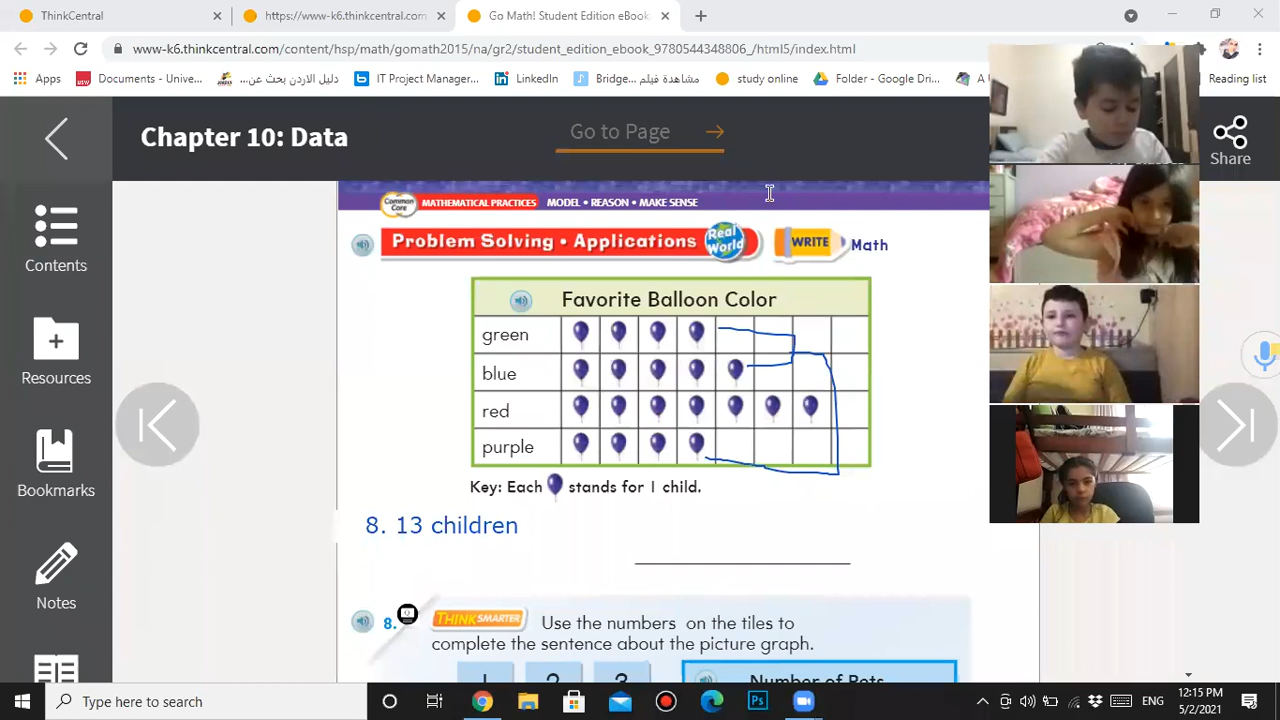 ThinkCentral
https://www-k6.thinkcentral.com
Go Math! Student Edition eBook
www-k6.thinkcentral.com/content/hsp/math/gomath2015/na/gr2/student_edition_ebook_9780544348806_/html5/index.html
Apps
Documents - Unive...
دليل الاردن بحث عن...
IT Project Manager...
LinkedIn
Bridge...
مشاهدة فيلم
study online
Folder - Google Dri...
A
Reading list
Chapter 10: Data
Go to Page
Share
Contents
Resources
Bookmarks
Notes
Common Core
MATHEMATICAL PRACTICES MODEL • REASON • MAKE SENSE
Problem Solving • Applications
Real World
WRITE Math
Favorite Balloon Color
green
blue
red
purple
Key: Each stands for 1 child.
8. 13 children
8. THINK SMARTER Use the numbers on the tiles to
complete the sentence about the picture graph.
1 2 3
Number of Pets
Type here to search
Ps
ENG
12:15 PM
5/2/2021